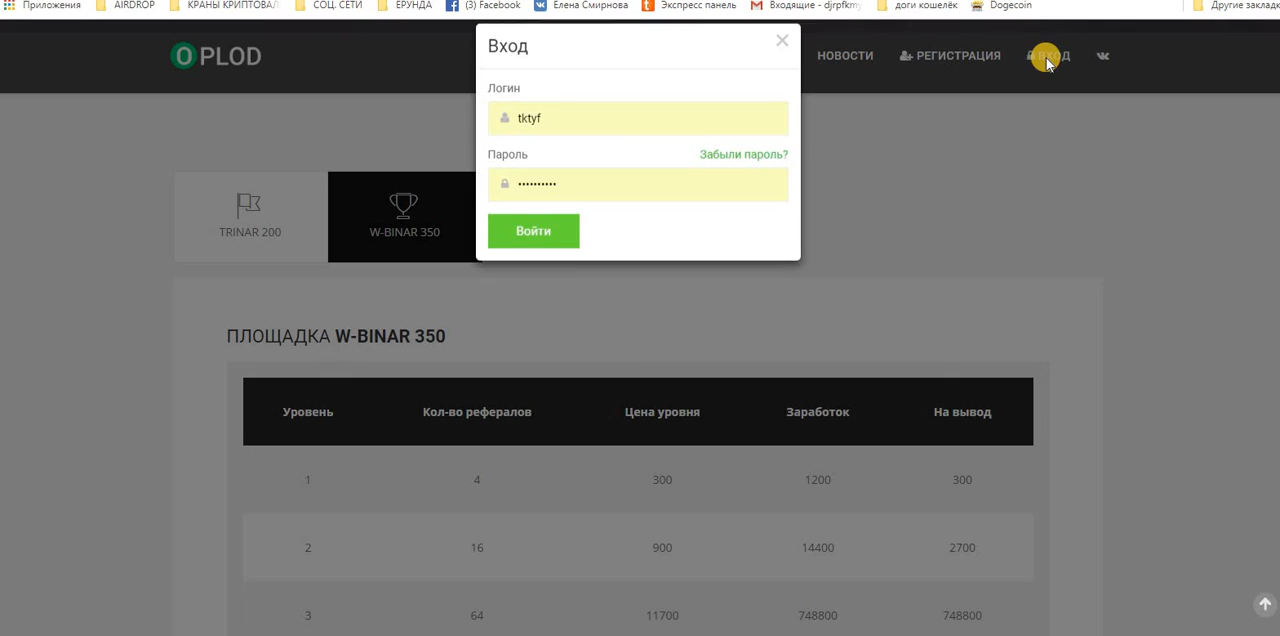 Приложения AIRDROP КРАНЫ КРИПТОВАЛ СОЦ. СЕТИ ЕРУНДА (3) Facebook Елена Смирнова Экспресс панель Входящие - djrpfkmy доги кошелёк Dogecoin Другие закладк
OPLOD
НОВОСТИ РЕГИСТРАЦИЯ ВХОД
Вход
Логин
tktyf
Пароль Забыли пароль?
••••••••••
Войти
TRINAR 200 W-BINAR 350
ПЛОЩАДКА W-BINAR 350
Уровень Кол-во рефералов Цена уровня Заработок На вывод
1 4 300 1200 300
2 16 900 14400 2700
3 64 11700 748800 748800